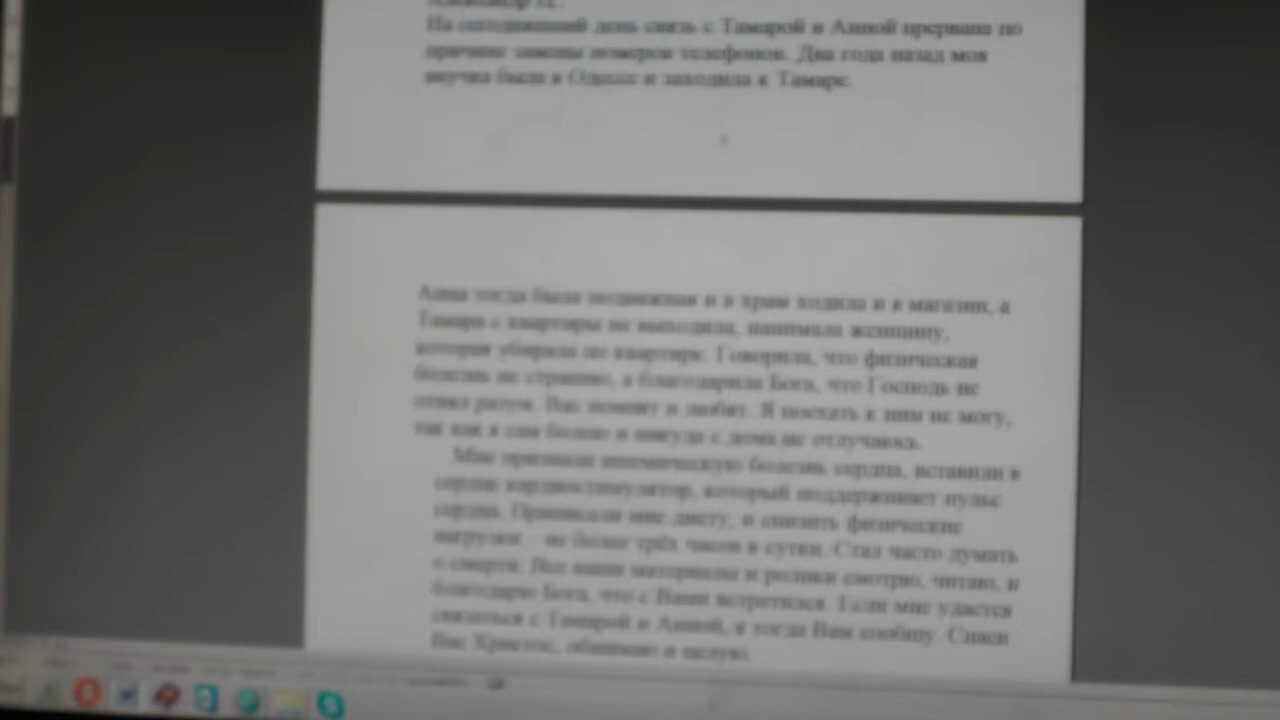 Александр П.
На сегодняшний день связь с Тамарой и Анной прервана по
причине замены номеров телефонов. Два года назад моя
внучка была в Одессе и заходила к Тамаре.
Анна тогда была подвижная и в храм ходила и в магазин, а
Тамара с квартиры не выходила, нанимала женщину,
которая убирала по квартире. Говорила, что физическая
болезнь не страшно, а благодарила Бога, что Господь не
отнял разум. Вас помнит и любит. Я поехать к ним не могу,
так как я сам болею и никуда с дома не отлучаюсь.
Мне признали ишемическую болезнь сердца, вставили в
сердце кардиостимулятор, который поддерживает пульс
сердца. Приписали мне диету, и снизить физические
нагрузки - не более трёх часов в сутки. Стал часто думать
о смерти. Все ваши материалы и ролики смотрю, читаю, и
благодарю Бога, что с Вами встретился. Если мне удастся
связаться с Тамарой и Анной, я тогда Вам сообщу. Спаси
Вас Христос, обнимаю и целую.